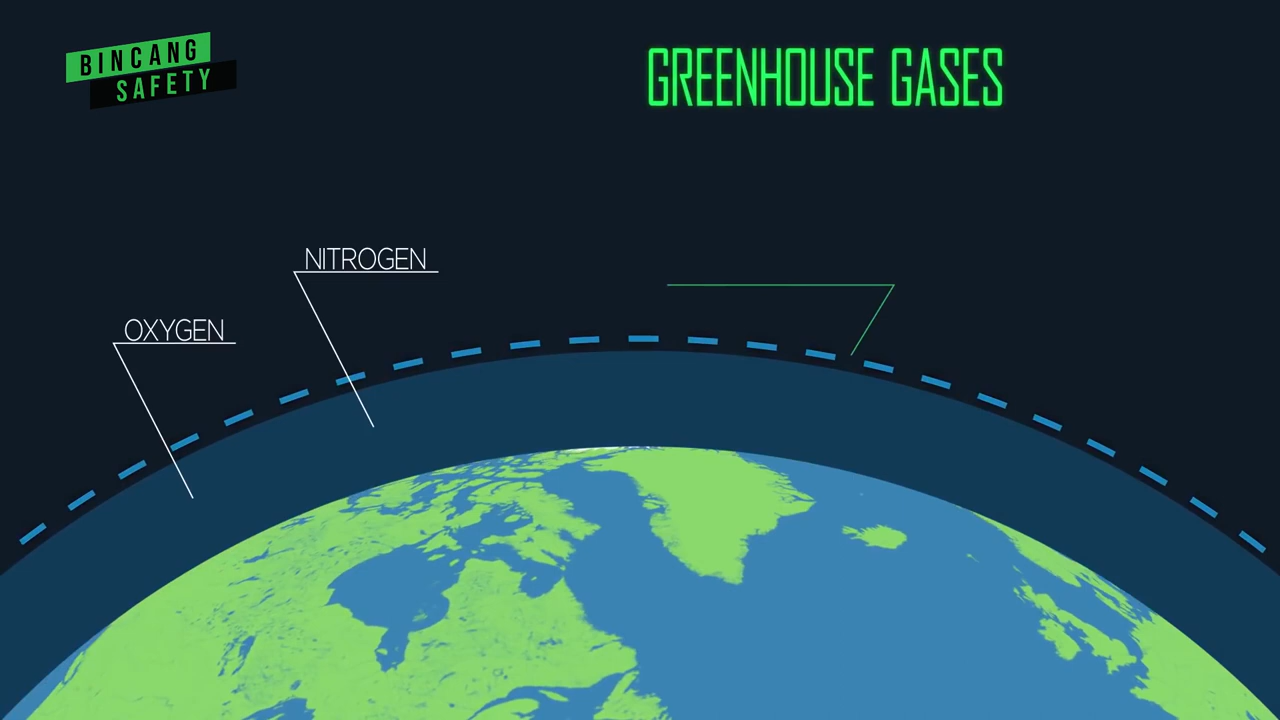 BINCANG
SAFETY
GREENHOUSE GASES
NITROGEN
OXYGEN